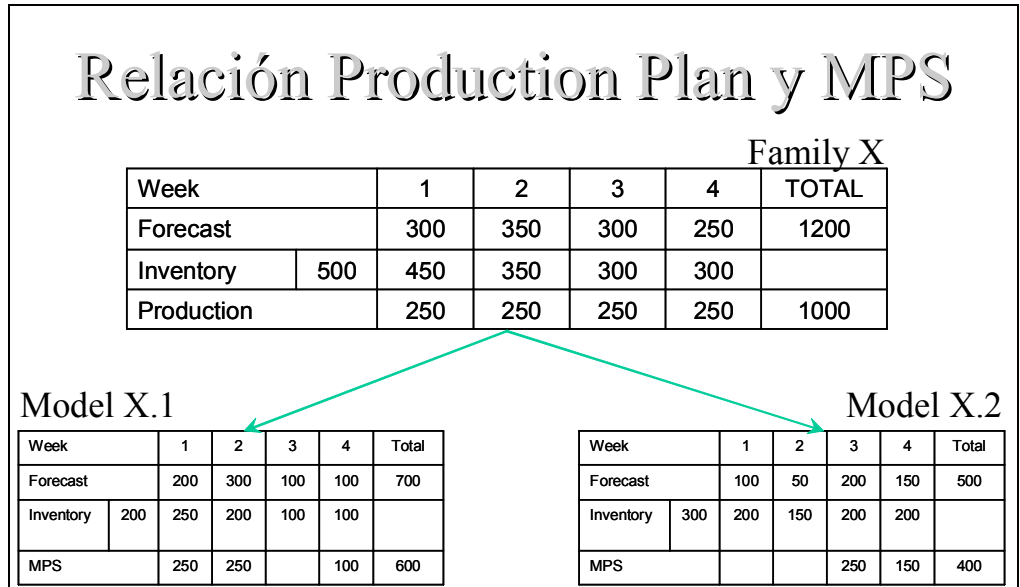 Relación Production Plan y MPS
Family X
Week 1 2 3 4 TOTAL
Forecast 300 350 300 250 1200
Inventory 500 450 350 300 300
Production 250 250 250 250 1000
Model X.1
Week 1 2 3 4 Total
Forecast 200 300 100 100 700
Inventory 200 250 200 100 100
MPS 250 250 100 600
Model X.2
Week 1 2 3 4 Total
Forecast 100 50 200 150 500
Inventory 300 200 150 200 200
MPS 250 150 400